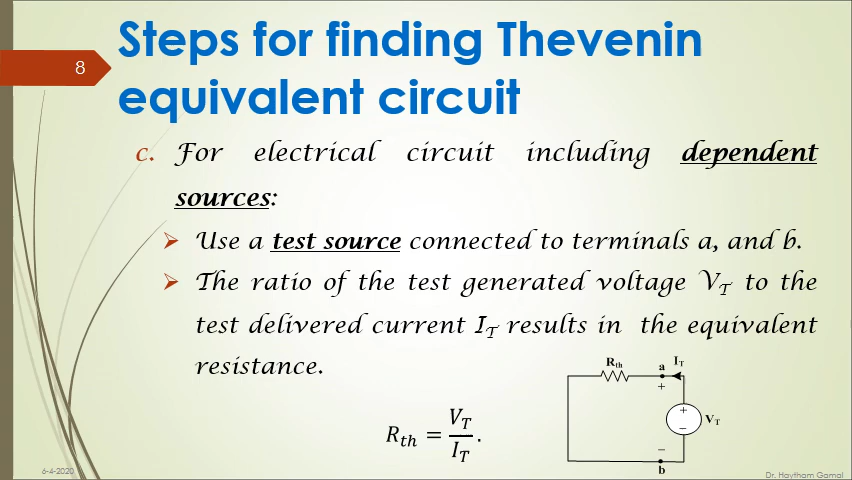 8
Steps for finding Thevenin
equivalent circuit
c. For electrical circuit including dependent
sources:
➢ Use a test source connected to terminals a, and b.
➢ The ratio of the test generated voltage V_T to the
test delivered current I_T results in the equivalent
resistance.
R_th = V_T / I_T .
R_th a I_T
+
+
− V_T
−
b
6-4-2020
Dr. Haytham Gamal